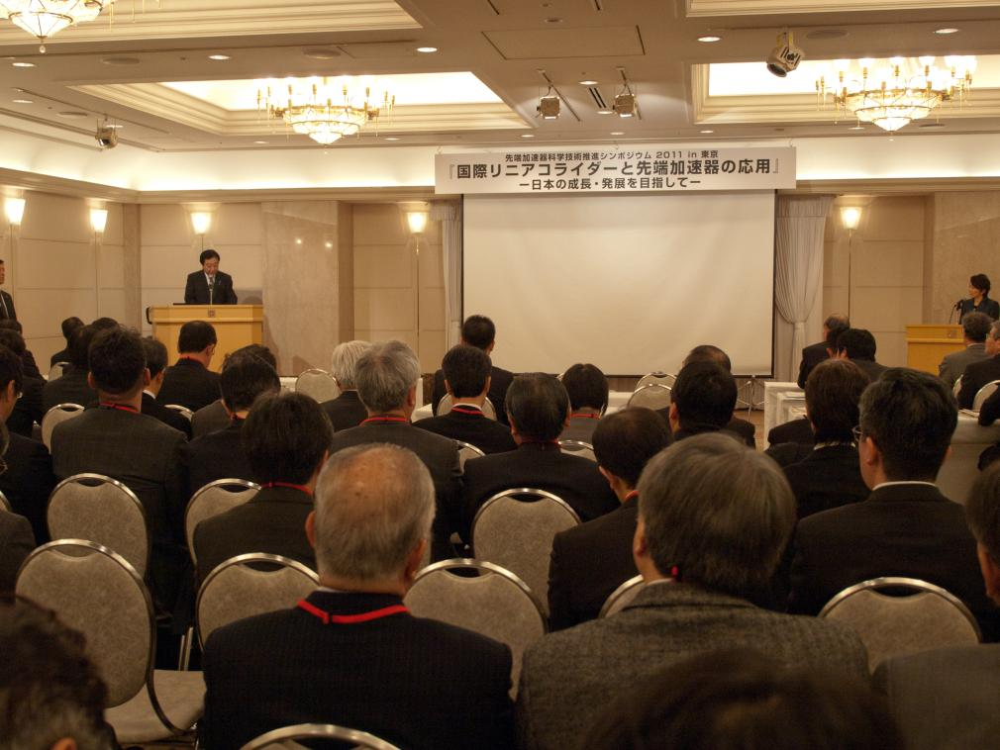 先端加速器科学技術推進シンポジウム 2011 in 東京
『国際リニアコライダーと先端加速器の応用』
ー日本の成長・発展を目指してー